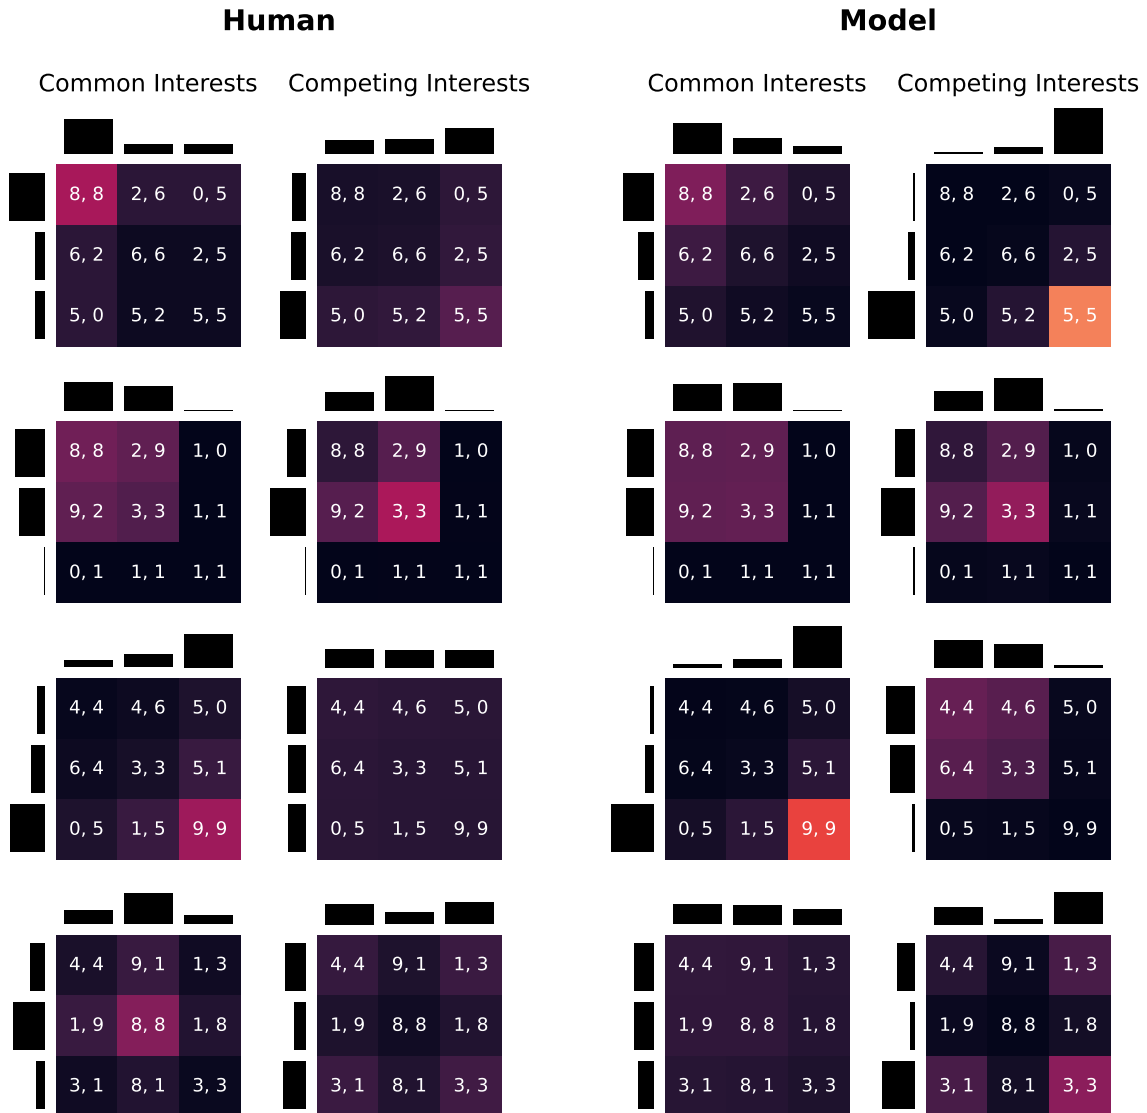 Human Model
Common Interests Competing Interests Common Interests Competing Interests
8, 8 2, 6 0, 5 8, 8 2, 6 0, 5 8, 8 2, 6 0, 5 8, 8 2, 6 0, 5
6, 2 6, 6 2, 5 6, 2 6, 6 2, 5 6, 2 6, 6 2, 5 6, 2 6, 6 2, 5
5, 0 5, 2 5, 5 5, 0 5, 2 5, 5 5, 0 5, 2 5, 5 5, 0 5, 2 5, 5
8, 8 2, 9 1, 0 8, 8 2, 9 1, 0 8, 8 2, 9 1, 0 8, 8 2, 9 1, 0
9, 2 3, 3 1, 1 9, 2 3, 3 1, 1 9, 2 3, 3 1, 1 9, 2 3, 3 1, 1
0, 1 1, 1 1, 1 0, 1 1, 1 1, 1 0, 1 1, 1 1, 1 0, 1 1, 1 1, 1
4, 4 4, 6 5, 0 4, 4 4, 6 5, 0 4, 4 4, 6 5, 0 4, 4 4, 6 5, 0
6, 4 3, 3 5, 1 6, 4 3, 3 5, 1 6, 4 3, 3 5, 1 6, 4 3, 3 5, 1
0, 5 1, 5 9, 9 0, 5 1, 5 9, 9 0, 5 1, 5 9, 9 0, 5 1, 5 9, 9
4, 4 9, 1 1, 3 4, 4 9, 1 1, 3 4, 4 9, 1 1, 3 4, 4 9, 1 1, 3
1, 9 8, 8 1, 8 1, 9 8, 8 1, 8 1, 9 8, 8 1, 8 1, 9 8, 8 1, 8
3, 1 8, 1 3, 3 3, 1 8, 1 3, 3 3, 1 8, 1 3, 3 3, 1 8, 1 3, 3